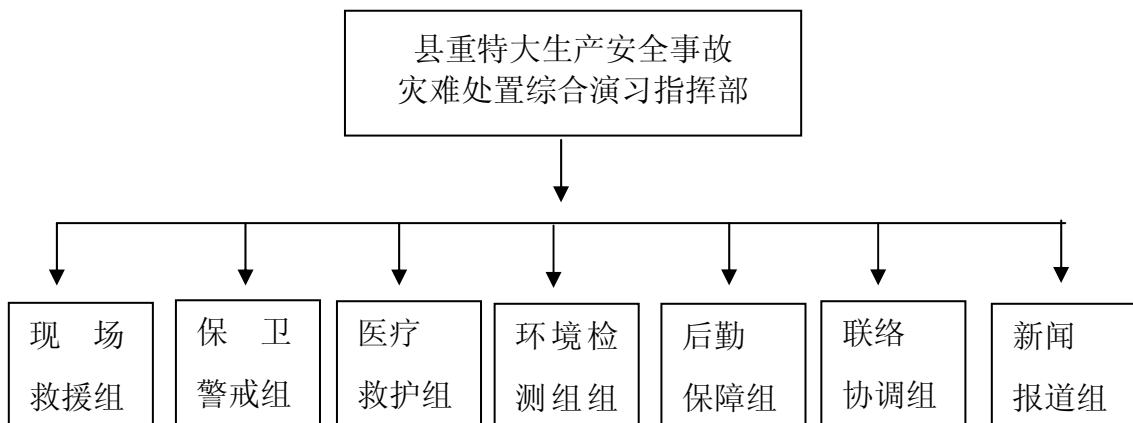 县重特大生产安全事故
灾难处置综合演习指挥部
现场
救援组
保卫
警戒组
医疗
救护组
环境检
测组组
后勤
保障组
联络
协调组
新闻
报道组